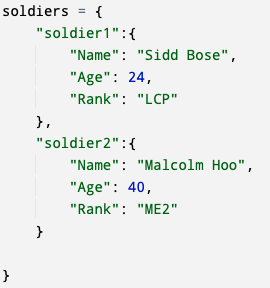 soldiers = {
    "soldier1":{
        "Name": "Sidd Bose",
        "Age": 24,
        "Rank": "LCP"
    },
    "soldier2":{
        "Name": "Malcolm Hoo",
        "Age": 40,
        "Rank": "ME2"
    }

}